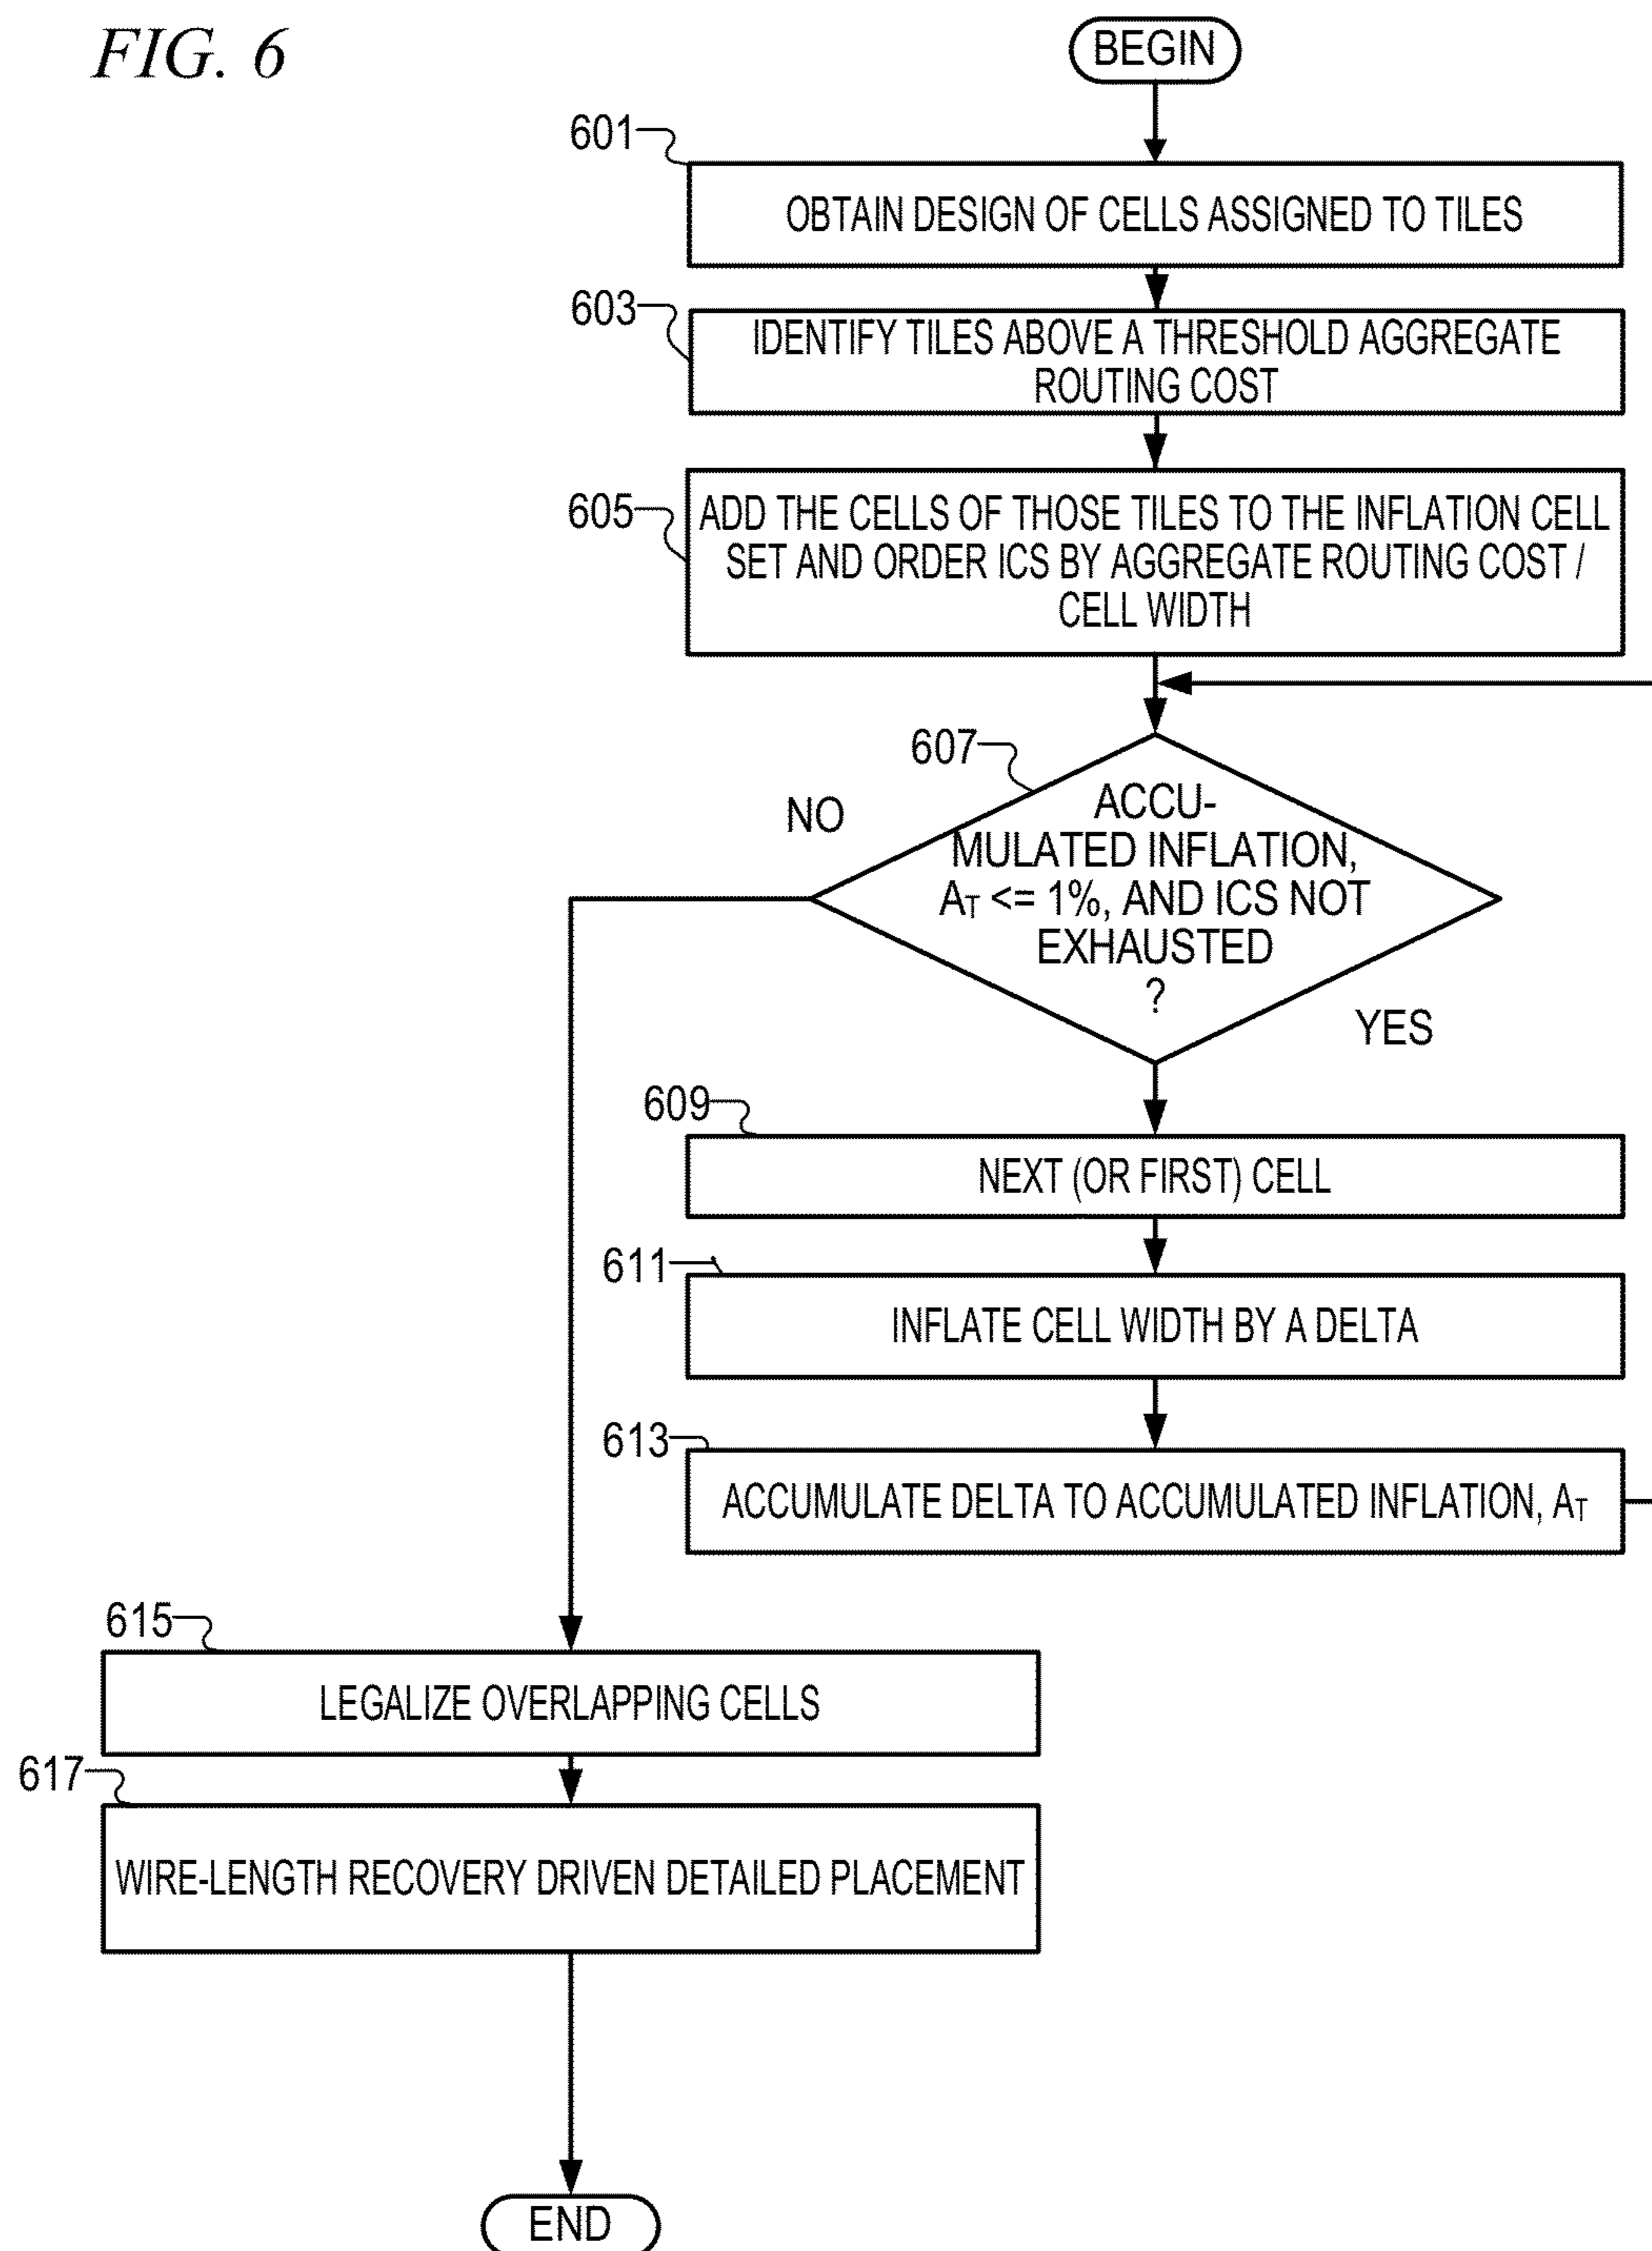 FIG. 6
BEGIN
601
OBTAIN DESIGN OF CELLS ASSIGNED TO TILES
603
IDENTIFY TILES ABOVE A THRESHOLD AGGREGATE
ROUTING COST
605
ADD THE CELLS OF THOSE TILES TO THE INFLATION CELL
SET AND ORDER ICS BY AGGREGATE ROUTING COST /
CELL WIDTH
607
NO
ACCU-
MULATED INFLATION,
AT <= 1%, AND ICS NOT
EXHAUSTED
?
YES
609
NEXT (OR FIRST) CELL
611
INFLATE CELL WIDTH BY A DELTA
613
ACCUMULATE DELTA TO ACCUMULATED INFLATION, AT
615
LEGALIZE OVERLAPPING CELLS
617
WIRE-LENGTH RECOVERY DRIVEN DETAILED PLACEMENT
END